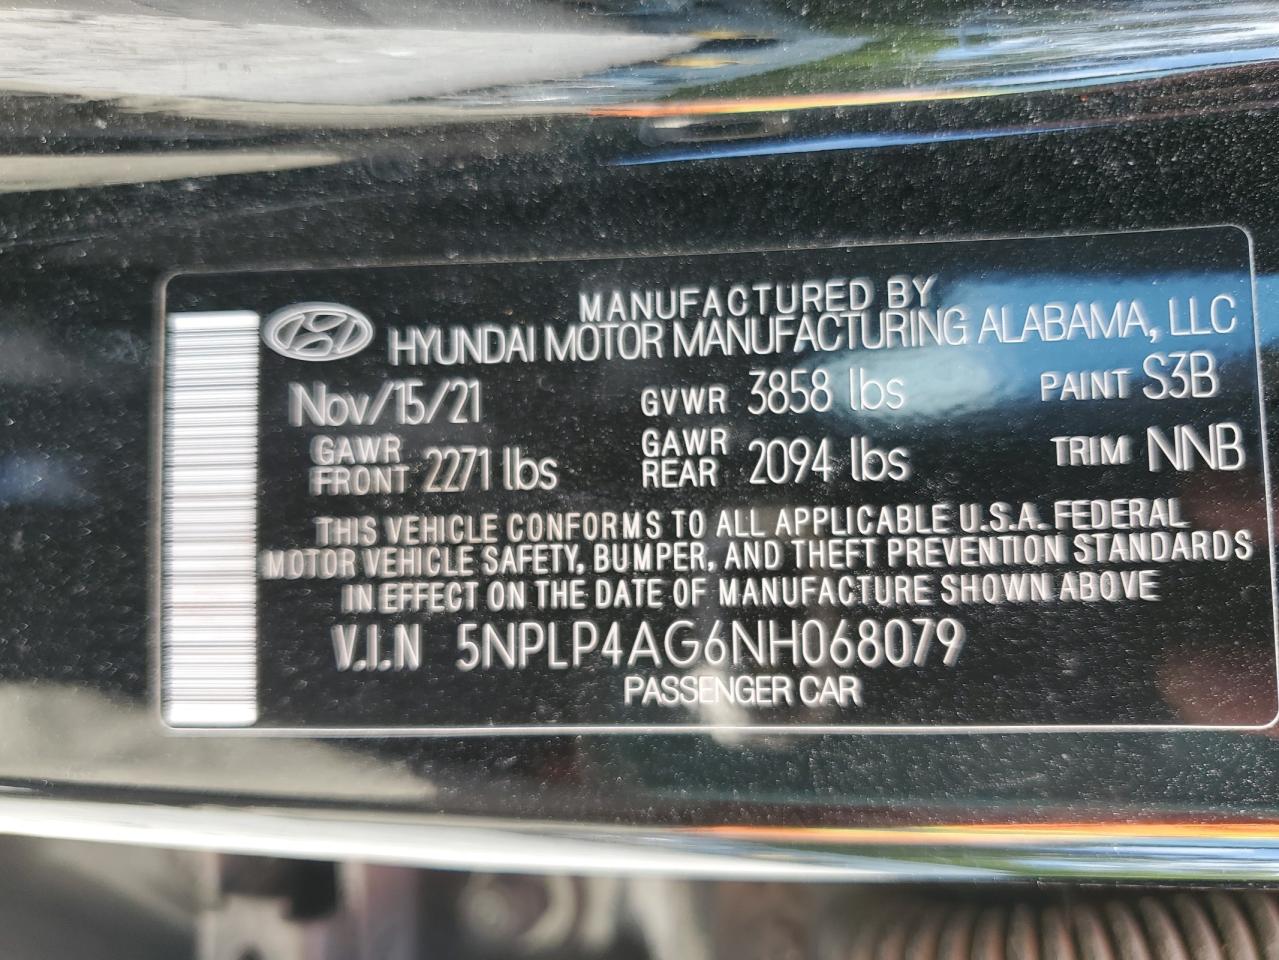 MANUFACTURED BY
HYUNDAI MOTOR MANUFACTURING ALABAMA, LLC
Nov/15/21 GVWR 3858 lbs PAINT S3B
GAWR FRONT 2271 lbs GAWR REAR 2094 lbs TRIM NNB
THIS VEHICLE CONFORMS TO ALL APPLICABLE U.S.A. FEDERAL
MOTOR VEHICLE SAFETY, BUMPER, AND THEFT PREVENTION STANDARDS
IN EFFECT ON THE DATE OF MANUFACTURE SHOWN ABOVE
V.I.N 5NPLP4AG6NH068079
PASSENGER CAR